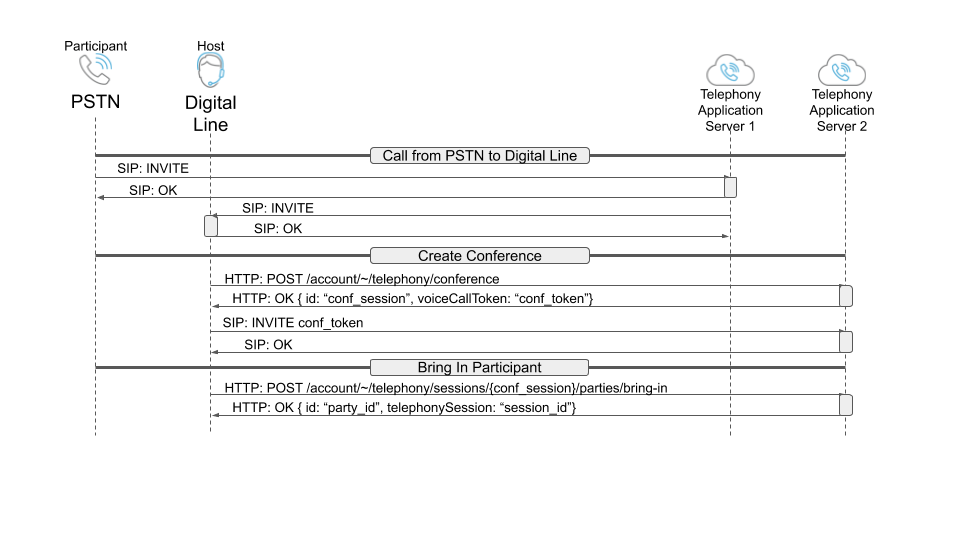 Participant
Host
PSTN
Digital
Line
Telephony
Application
Server 1
Telephony
Application
Server 2
Call from PSTN to Digital Line
SIP: INVITE
SIP: OK
SIP: INVITE
SIP: OK
Create Conference
HTTP: POST /account/~/telephony/conference
HTTP: OK { id: “conf_session”, voiceCallToken: “conf_token”}
SIP: INVITE conf_token
SIP: OK
Bring In Participant
HTTP: POST /account/~/telephony/sessions/{conf_session}/parties/bring-in
HTTP: OK { id: “party_id”, telephonySession: “session_id”}